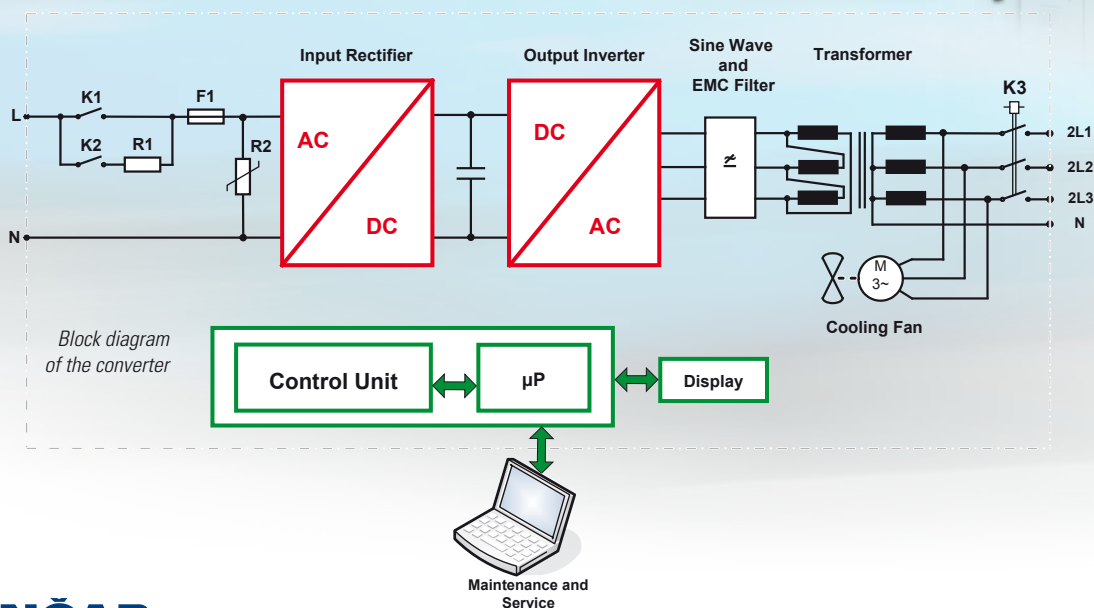 Input Rectifier
Output Inverter
Sine Wave
and
EMC Filter
Transformer
K1
F1
K3
L
K2
R1
R2
AC
DC
DC
AC
≠
2L1
2L2
2L3
N
N
M
3~
Cooling Fan
Block diagram
of the converter
Control Unit
µP
Display
Maintenance and
Service